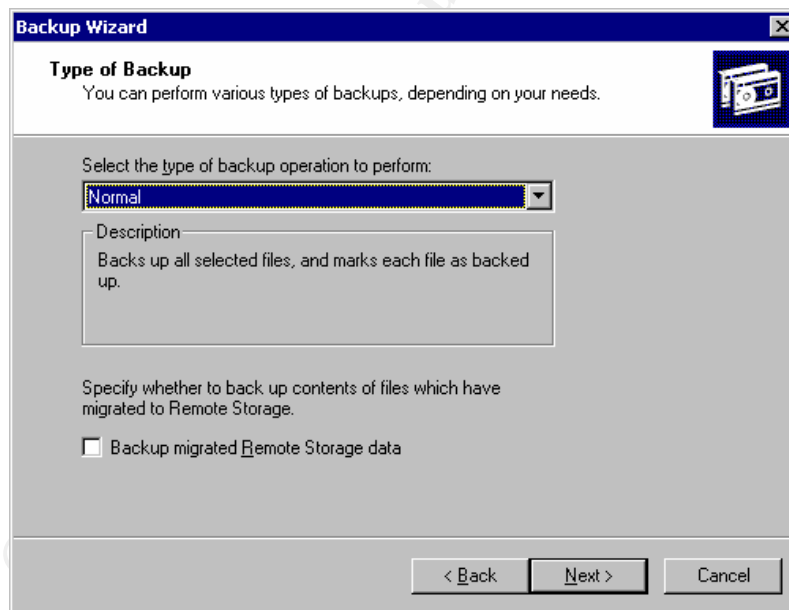 Backup Wizard
Type of Backup
You can perform various types of backups, depending on your needs.
Select the type of backup operation to perform:
Normal
Description
Backs up all selected files, and marks each file as backed
up.
Specify whether to back up contents of files which have
migrated to Remote Storage.
Backup migrated Remote Storage data
< Back
Next >
Cancel